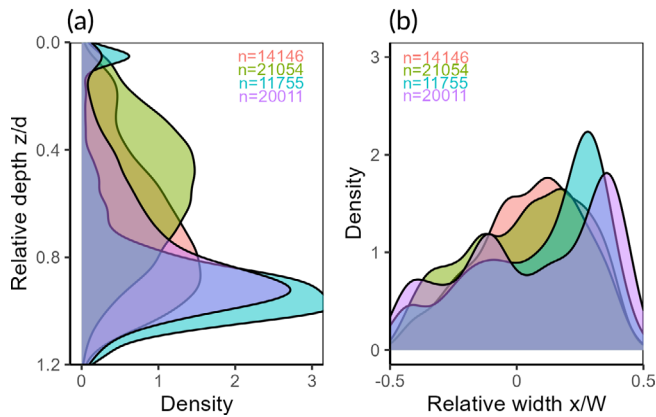 (a)
(b)
n=14146
n=21054
n=11755
n=20011
0.0
0.4
0.8
1.2
Relative depth z/d
0
1
2
3
Density
n=14146
n=21054
n=11755
n=20011
3
2
1
0
Density
-0.5
0
0.5
Relative width x/W